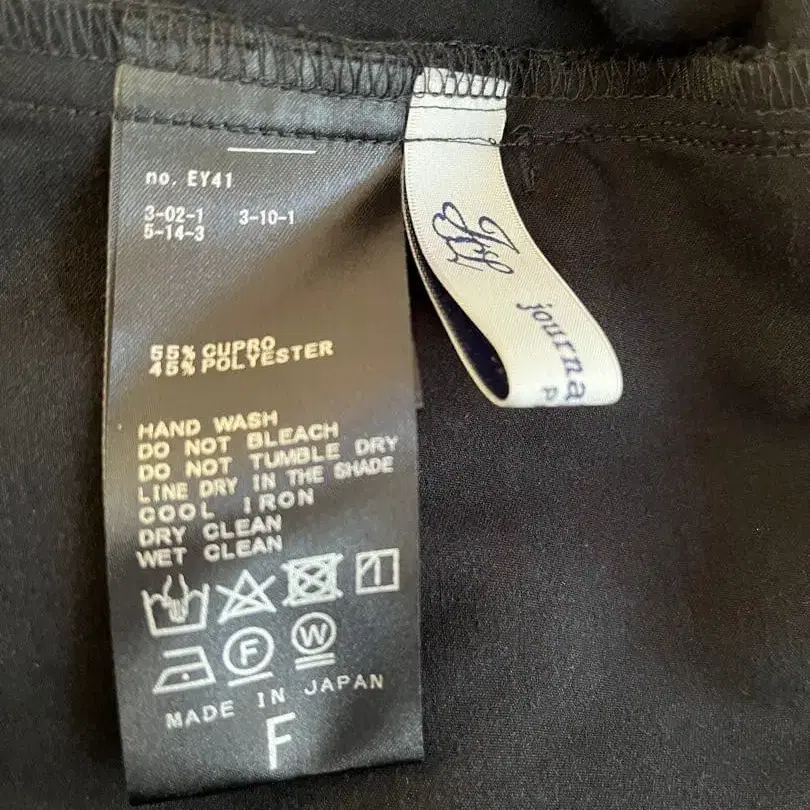 no. EY41
3-02-1 3-10-1
5-14-3
55% CUPRO
45% POLYESTER
HAND WASH
DO NOT BLEACH
DO NOT TUMBLE DRY
LINE DRY IN THE SHADE
COOL IRON
DRY CLEAN
WET CLEAN
F W
MADE IN JAPAN
F
journa